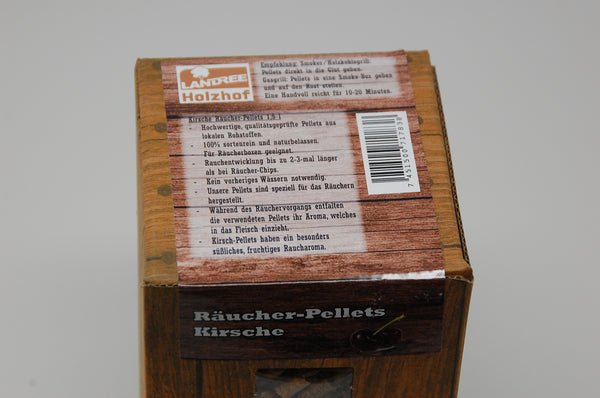 LANDREE
Holzhof
Empfehlung: Smoker/Holzkohlegrill:
Pellets direkt in die Glut geben.
Gasgrill: Pellets in eine Smoke-Box geben
und auf den Rost stellen.
Eine Handvoll reicht für 10-20 Minuten.
Kirsche Räucher-Pellets 1,5 l
- Hochwertige, qualitätsgeprüfte Pellets aus
lokalen Rohstoffen.
- 100% sortenrein und naturbelassen.
- Für Räucherboxen geeignet.
- Rauchentwicklung bis zu 2-3-mal länger
als bei Räucher-Chips.
- Kein vorheriges Wässern notwendig.
- Unsere Pellets sind speziell für das Räuchern
hergestellt.
- Während des Räuchervorgangs entfalten
die verwendeten Pellets ihr Aroma, welches
in das Fleisch einzieht.
- Kirsch-Pellets haben ein besonders
süßliches, fruchtiges Raucharoma.
7 451500 717838
Räucher-Pellets
Kirsche